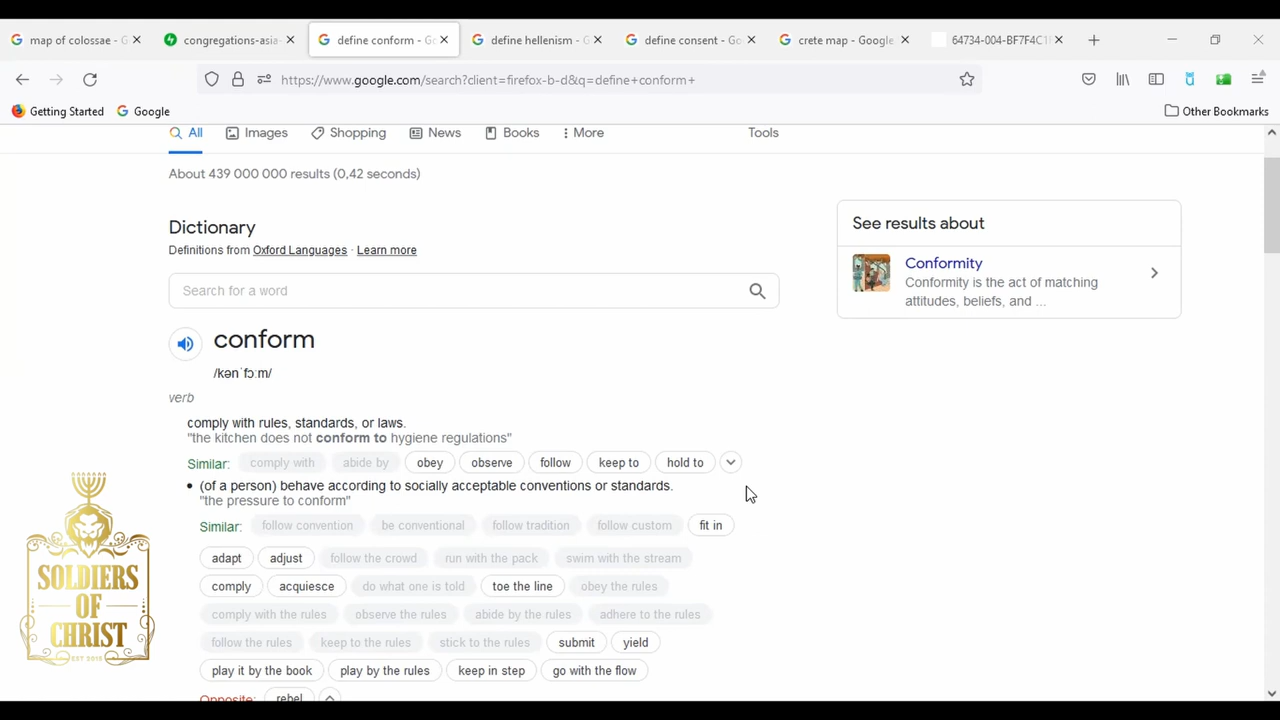 map of colossae - G
congregations-asia-
define conform - Go
define hellenism - G
define consent - Go
crete map - Google
64734-004-BF7F4C1
https://www.google.com/search?client=firefox-b-d&q=define+conform+
Getting Started
Google
Other Bookmarks
All
Images
Shopping
News
Books
More
Tools
About 439 000 000 results (0,42 seconds)
Dictionary
Definitions from Oxford Languages · Learn more
Search for a word
See results about
Conformity
Conformity is the act of matching
attitudes, beliefs, and ...
conform
/kənˈfɔːm/
verb
comply with rules, standards, or laws.
"the kitchen does not conform to hygiene regulations"
Similar: comply with abide by obey observe follow keep to hold to
• (of a person) behave according to socially acceptable conventions or standards.
"the pressure to conform"
Similar: follow convention be conventional follow tradition follow custom fit in
adapt adjust follow the crowd run with the pack swim with the stream
comply acquiesce do what one is told toe the line obey the rules
comply with the rules observe the rules abide by the rules adhere to the rules
follow the rules keep to the rules stick to the rules submit yield
play it by the book play by the rules keep in step go with the flow
Opposite: rebel
SOLDIERS
OF
CHRIST
EST 2015